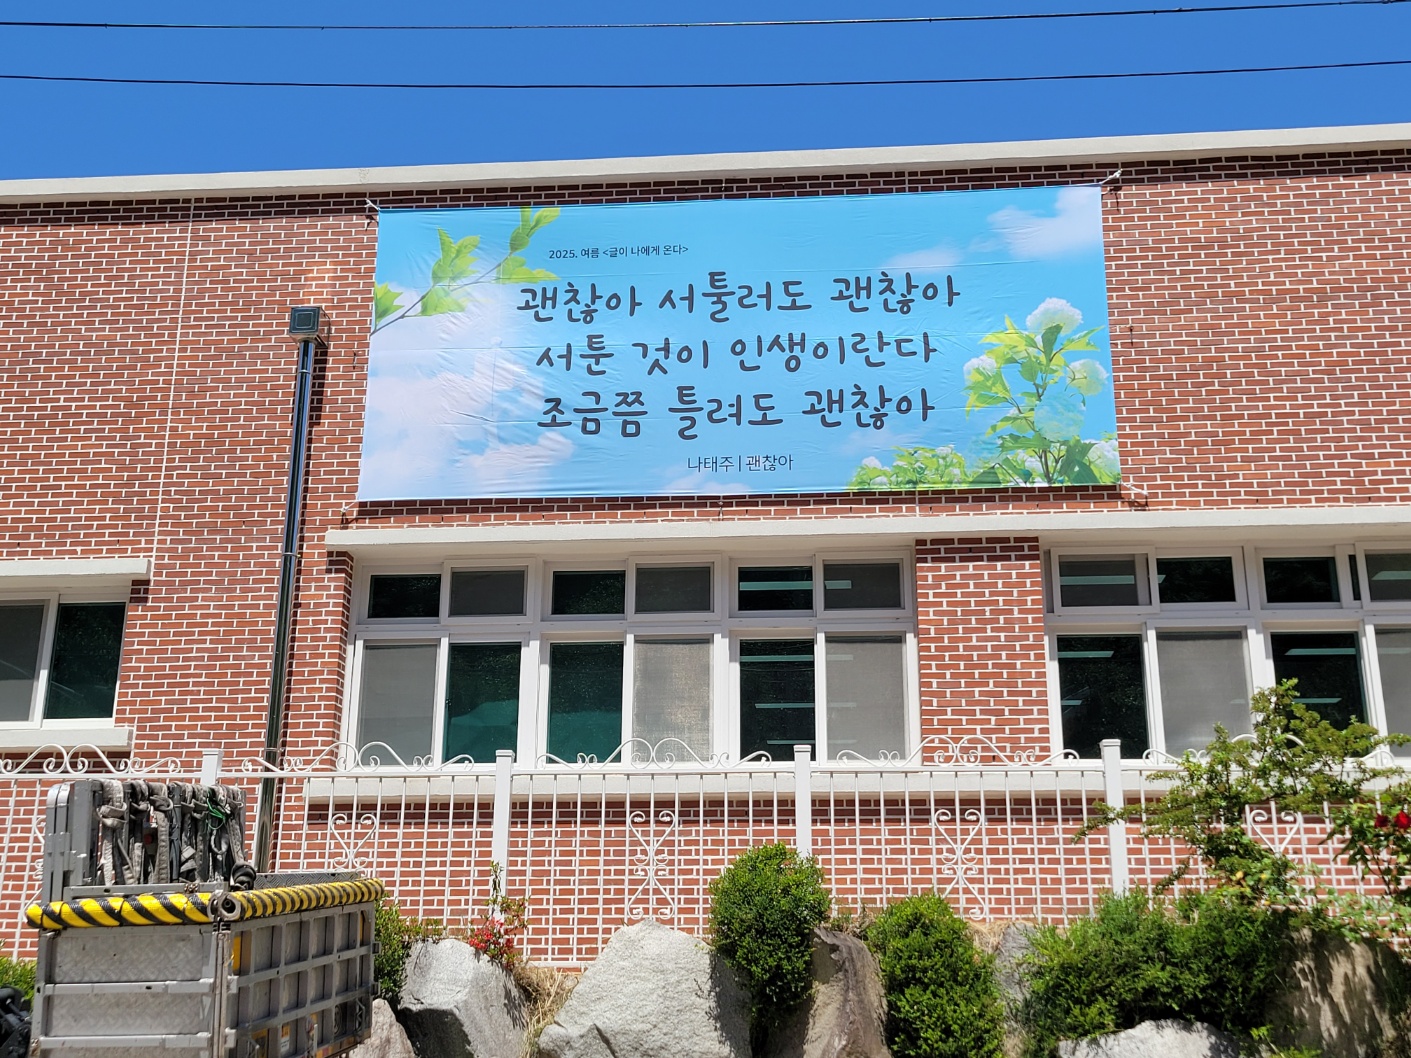 2025. 여름 <글이 나에게 온다>
괜찮아 서툴러도 괜찮아
서툰 것이 인생이란다
조금쯤 틀려도 괜찮아
나태주 | 괜찮아